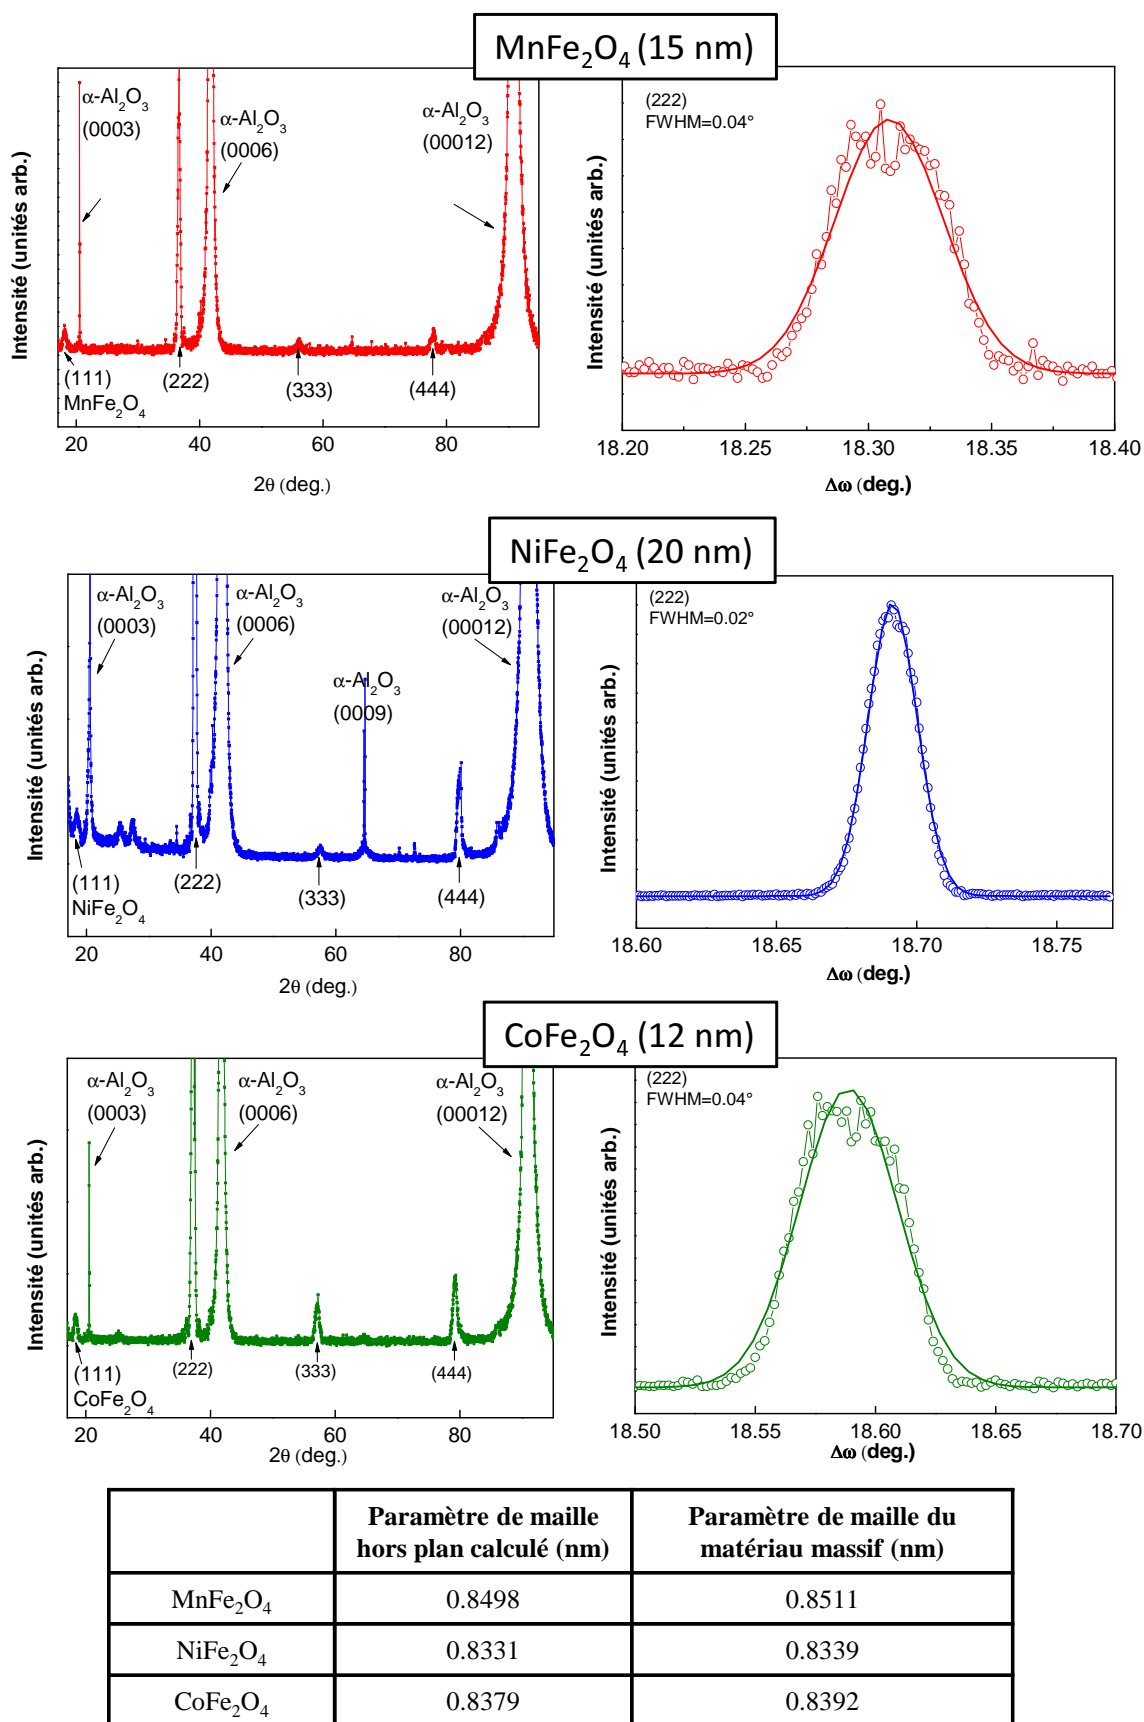 MnFe₂O₄ (15 nm)
Intensité (unités arb.)
α-Al₂O₃
(0003)
α-Al₂O₃
(0006)
α-Al₂O₃
(00012)
(111)
MnFe₂O₄
(222)
(333)
(444)
20 40 60 80
2θ (deg.)
Intensité (unités arb.)
(222)
FWHM=0.04°
18.20 18.25 18.30 18.35 18.40
Δω (deg.)
NiFe₂O₄ (20 nm)
Intensité (unités arb.)
α-Al₂O₃
(0003)
α-Al₂O₃
(0006)
α-Al₂O₃
(0009)
α-Al₂O₃
(00012)
(111)
NiFe₂O₄
(222)
(333)
(444)
20 40 60 80
2θ (deg.)
Intensité (unités arb.)
(222)
FWHM=0.02°
18.60 18.65 18.70 18.75
Δω (deg.)
CoFe₂O₄ (12 nm)
Intensité (unités arb.)
α-Al₂O₃
(0003)
α-Al₂O₃
(0006)
α-Al₂O₃
(00012)
(111)
CoFe₂O₄
(222)
(333)
(444)
20 40 60 80
2θ (deg.)
Intensité (unités arb.)
(222)
FWHM=0.04°
18.50 18.55 18.60 18.65 18.70
Δω (deg.)
Paramètre de maille
hors plan calculé (nm)
Paramètre de maille du
matériau massif (nm)
MnFe₂O₄ 0.8498 0.8511
NiFe₂O₄ 0.8331 0.8339
CoFe₂O₄ 0.8379 0.8392